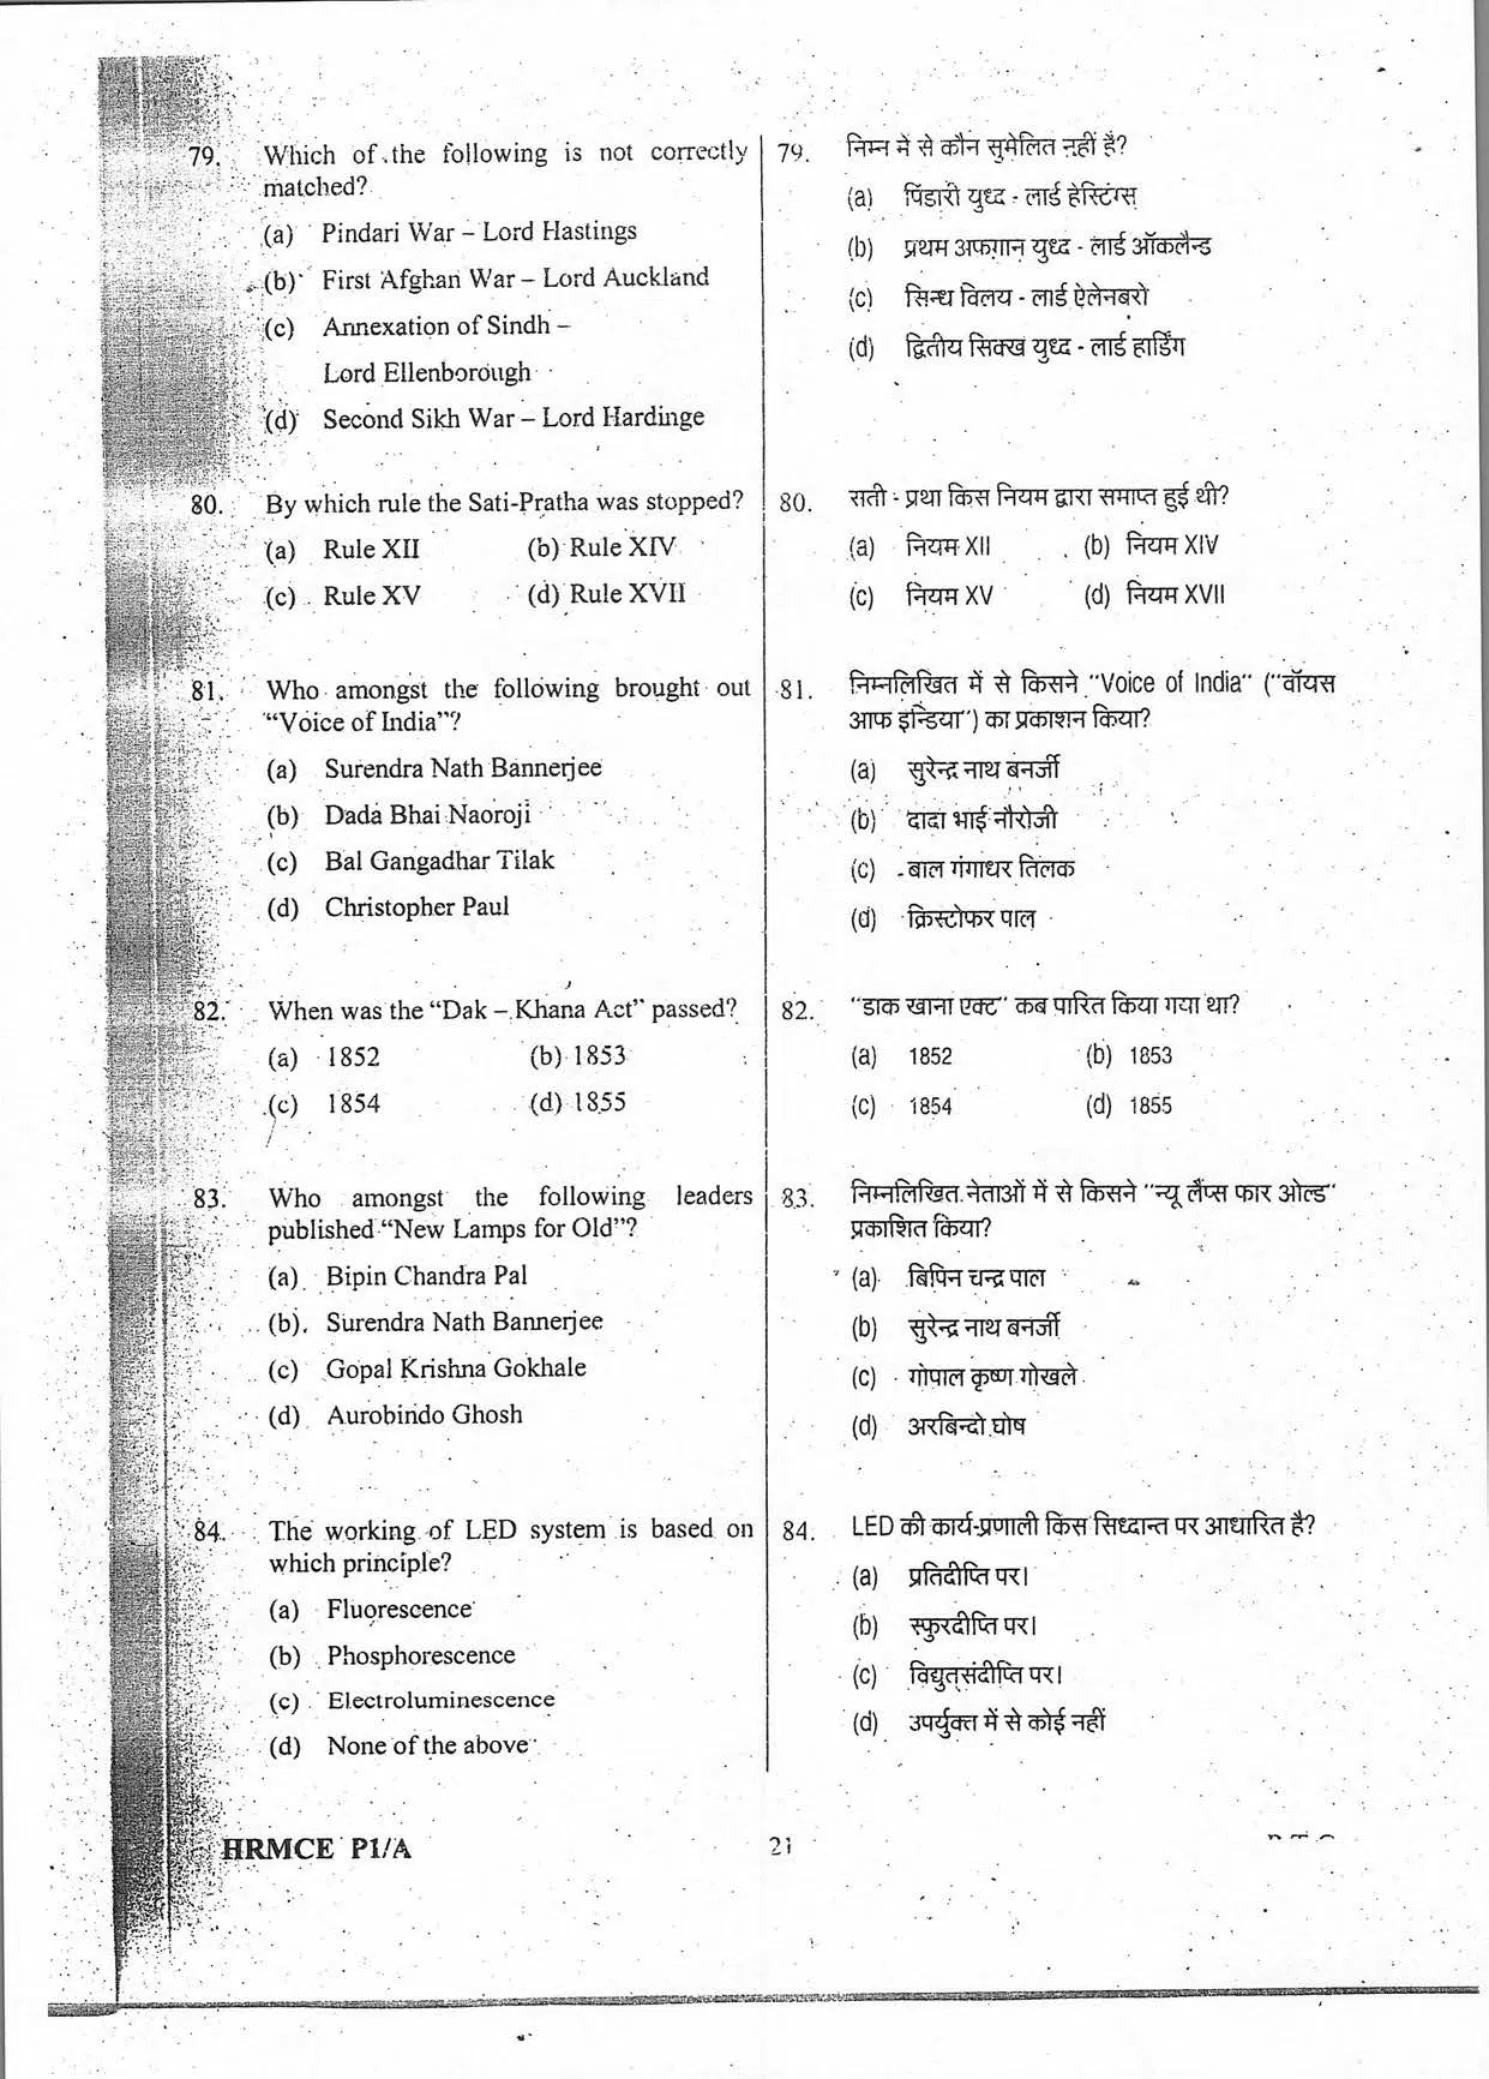 79. Which of the following is not correctly
matched?
(a) Pindari War – Lord Hastings
(b) First Afghan War – Lord Auckland
(c) Annexation of Sindh –
Lord Ellenborough
(d) Second Sikh War – Lord Hardinge
80. By which rule the Sati-Pratha was stopped?
(a) Rule XII (b) Rule XIV
(c) Rule XV (d) Rule XVII
81. Who amongst the following brought out
“Voice of India”?
(a) Surendra Nath Bannerjee
(b) Dada Bhai Naoroji
(c) Bal Gangadhar Tilak
(d) Christopher Paul
82. When was the “Dak – Khana Act” passed?
(a) 1852 (b) 1853
(c) 1854 (d) 1855
83. Who amongst the following leaders
published “New Lamps for Old”?
(a) Bipin Chandra Pal
(b) Surendra Nath Bannerjee
(c) Gopal Krishna Gokhale
(d) Aurobindo Ghosh
84. The working of LED system is based on
which principle?
(a) Fluorescence
(b) Phosphorescence
(c) Electroluminescence
(d) None of the above
79. निम्न में से कौन सुमेलित नहीं है?
(a) पिंडारी युध्द - लार्ड हेस्टिंग्स
(b) प्रथम अफगान युध्द - लार्ड ऑकलैन्ड
(c) सिन्ध विलय - लार्ड ऐलेनबरो
(d) द्वितीय सिक्ख युध्द - लार्ड हार्डिंग
80. सती - प्रथा किस नियम द्वारा समाप्त हुई थी?
(a) नियम XII (b) नियम XIV
(c) नियम XV (d) नियम XVII
81. निम्नलिखित में से किसने "Voice of India" ("वॉयस
आफ इन्डिया") का प्रकाशन किया?
(a) सुरेन्द्र नाथ बनर्जी
(b) दादा भाई नौरोजी
(c) बाल गंगाधर तिलक
(d) क्रिस्टोफर पाल
82. "डाक खाना एक्ट" कब पारित किया गया था?
(a) 1852 (b) 1853
(c) 1854 (d) 1855
83. निम्नलिखित नेताओं में से किसने "न्यू लैंप्स फार ओल्ड"
प्रकाशित किया?
(a) बिपिन चन्द्र पाल
(b) सुरेन्द्र नाथ बनर्जी
(c) गोपाल कृष्ण गोखले
(d) अरबिन्दो घोष
84. LED की कार्य-प्रणाली किस सिध्दान्त पर आधारित है?
(a) प्रतिदीप्ति पर।
(b) स्फुरदीप्ति पर।
(c) विद्युत्संदीप्ति पर।
(d) उपर्युक्त में से कोई नहीं
HRMCE P1/A 21